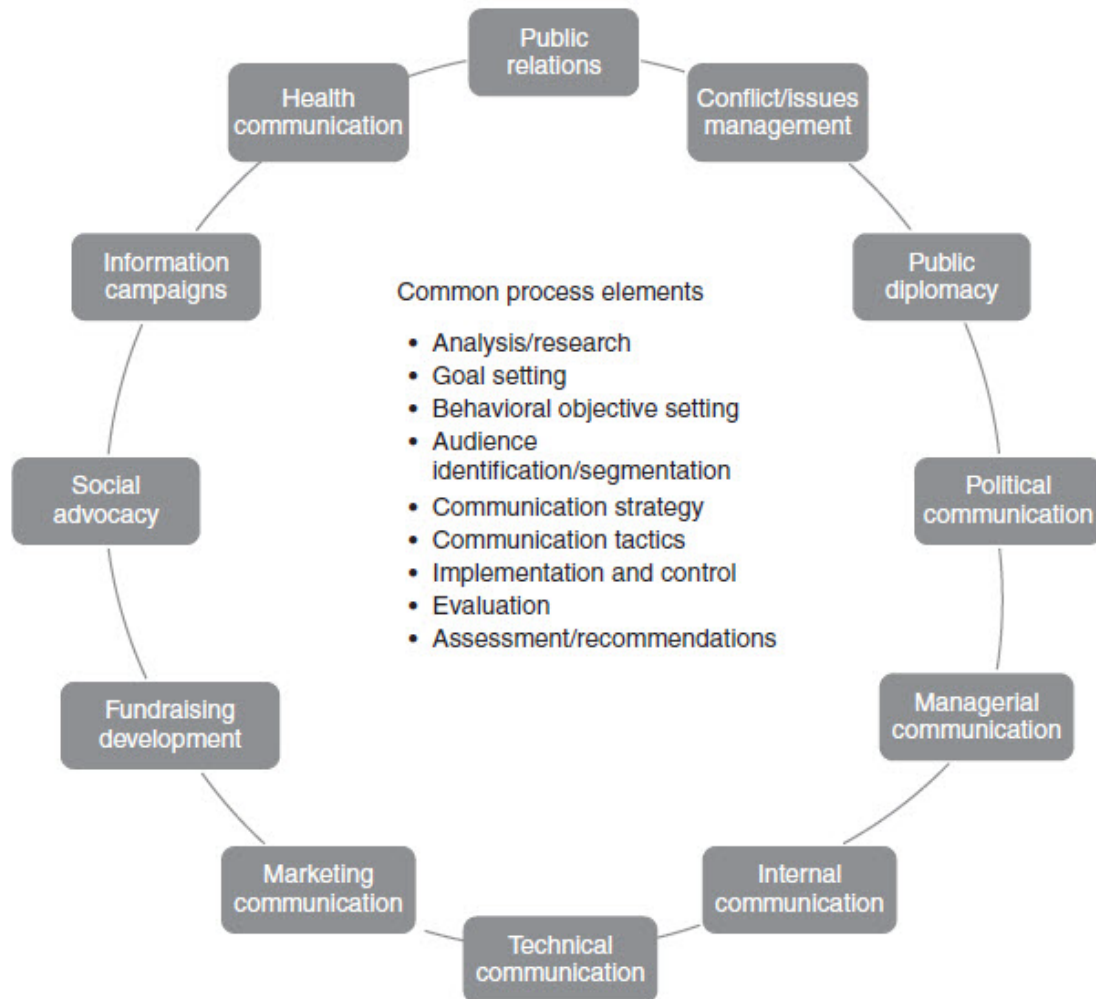 Public
relations
Conflict/issues
management
Public
diplomacy
Political
communication
Managerial
communication
Internal
communication
Technical
communication
Marketing
communication
Fundraising
development
Social
advocacy
Information
campaigns
Health
communication
Common process elements
• Analysis/research
• Goal setting
• Behavioral objective setting
• Audience
identification/segmentation
• Communication strategy
• Communication tactics
• Implementation and control
• Evaluation
• Assessment/recommendations